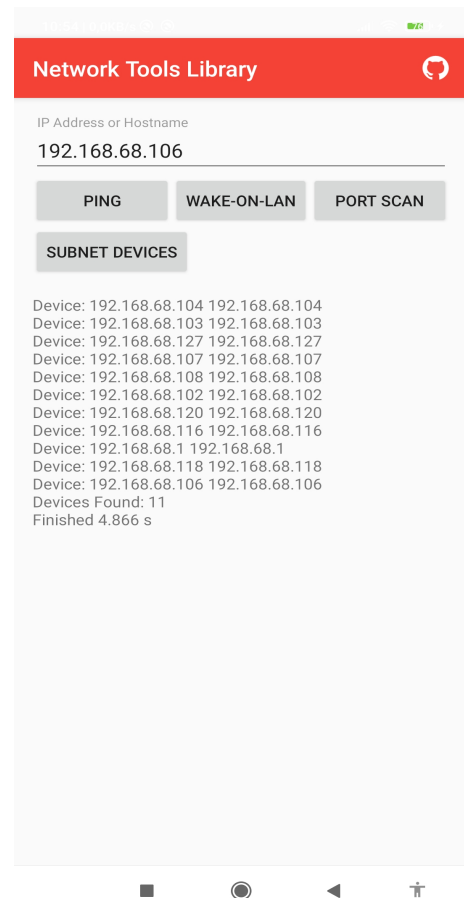 Network Tools Library
IP Address or Hostname
192.168.68.106
PING WAKE-ON-LAN PORT SCAN
SUBNET DEVICES
Device: 192.168.68.104 192.168.68.104
Device: 192.168.68.103 192.168.68.103
Device: 192.168.68.127 192.168.68.127
Device: 192.168.68.107 192.168.68.107
Device: 192.168.68.108 192.168.68.108
Device: 192.168.68.102 192.168.68.102
Device: 192.168.68.120 192.168.68.120
Device: 192.168.68.116 192.168.68.116
Device: 192.168.68.1 192.168.68.1
Device: 192.168.68.118 192.168.68.118
Device: 192.168.68.106 192.168.68.106
Devices Found: 11
Finished 4.866 s